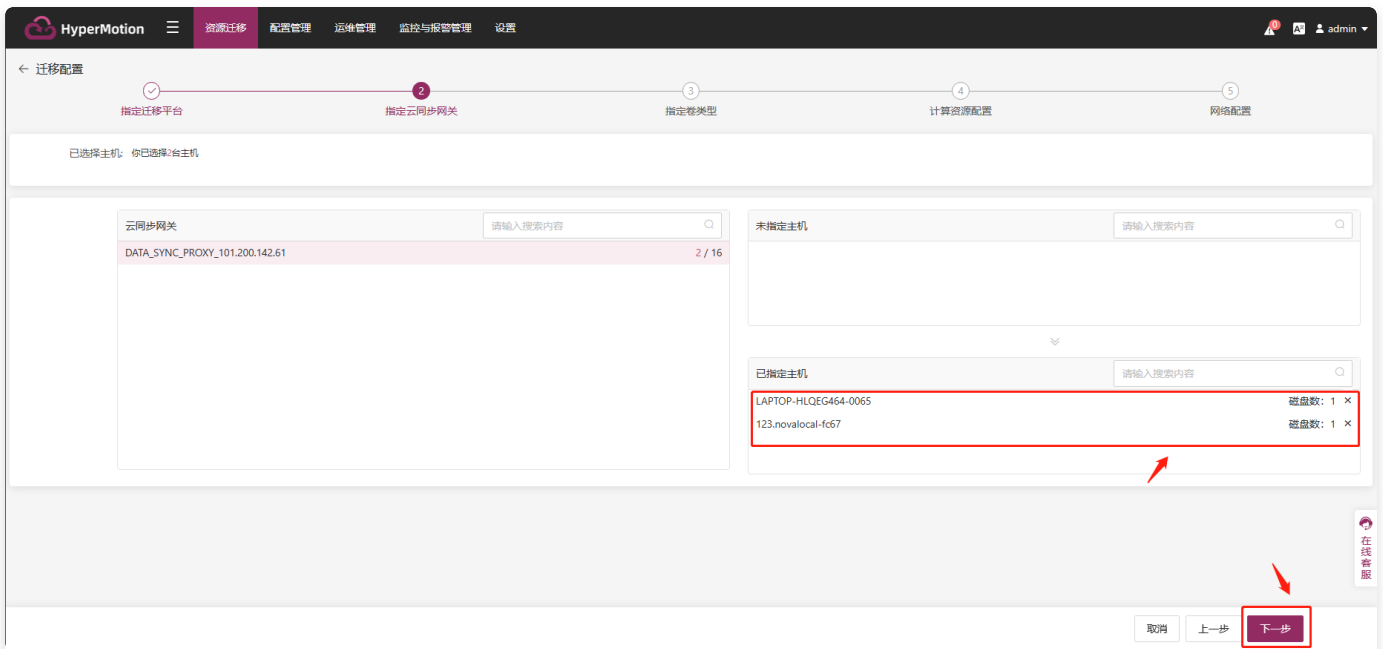 HyperMotion 资源迁移 配置管理 运维管理 监控与报警管理 设置 0 admin
← 迁移配置
2 3 4 5
指定迁移平台 指定云同步网关 指定卷类型 计算资源配置 网络配置
已选择主机: 你已选择2台主机
云同步网关 请输入搜索内容
DATA_SYNC_PROXY_101.200.142.61 2 / 16
未指定主机 请输入搜索内容
已指定主机 请输入搜索内容
LAPTOP-HLQEG464-0065 磁盘数: 1 ×
123.novalocal-fc67 磁盘数: 1 ×
在线客服
取消 上一步 下一步